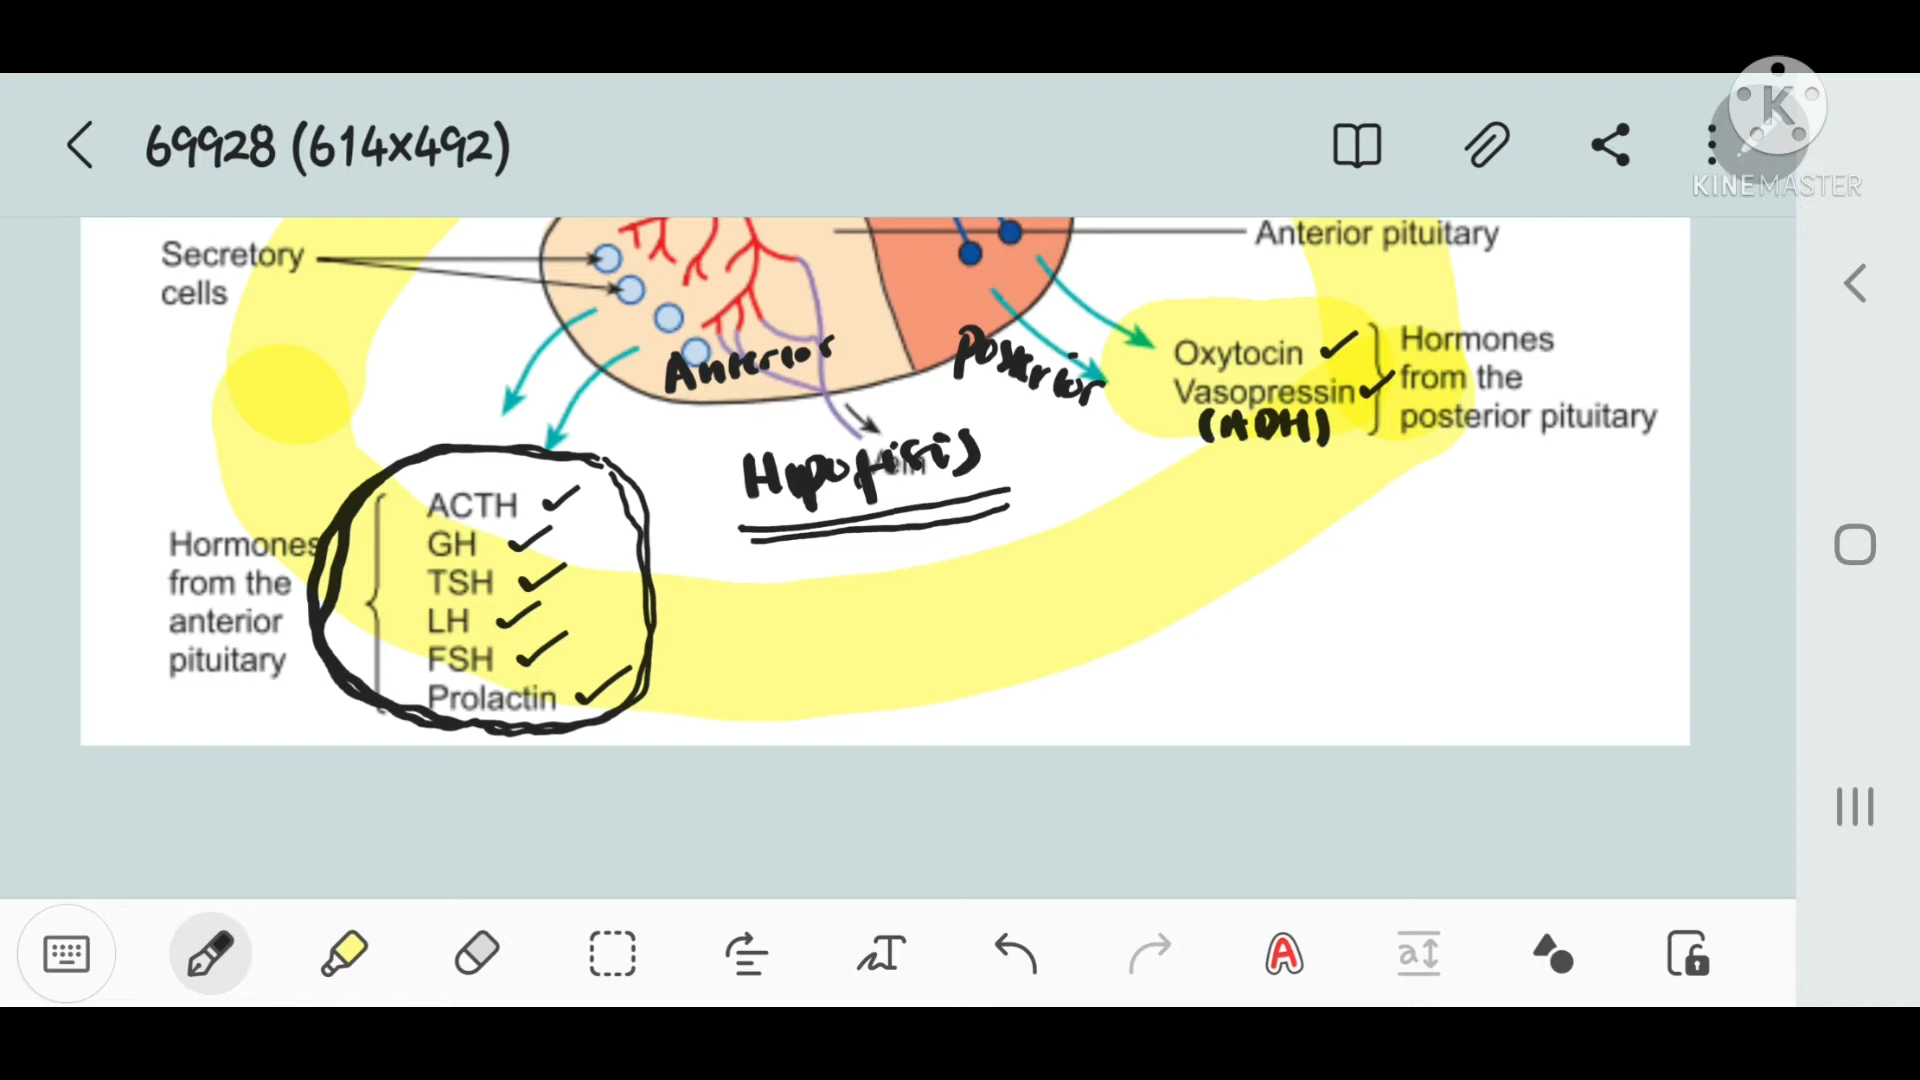 69928 (614x492)
KINEMASTER
Anterior pituitary
Secretory
cells
Anterior
Posterior
Oxytocin
Vasopressin
(ADH)
Hormones
from the
posterior pituitary
Hipofisis
Hormones
from the
anterior
pituitary
ACTH
GH
TSH
LH
FSH
Prolactin